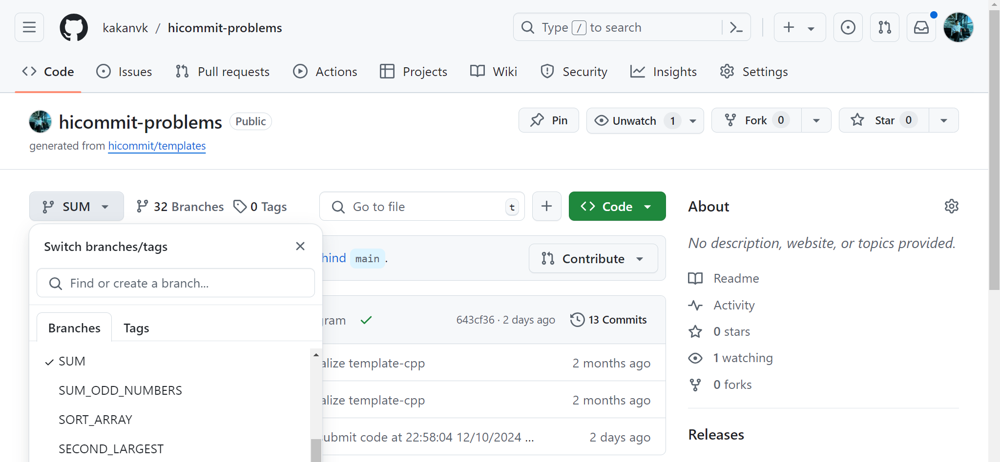 kakanvk / hicommit-problems
Type / to search
Code Issues Pull requests Actions Projects Wiki Security Insights Settings
hicommit-problems Public
Pin
Unwatch 1
Fork 0
Star 0
generated from hicommit/templates
SUM
32 Branches
0 Tags
Go to file t
Code
About
Switch branches/tags
No description, website, or topics provided.
main .
Contribute
Find or create a branch...
Readme
Activity
643cf36 · 2 days ago
13 Commits
Branches Tags
0 stars
SUM
1 watching
template-cpp 2 months ago
0 forks
SUM_ODD_NUMBERS
template-cpp 2 months ago
SORT_ARRAY
Releases
SECOND_LARGEST
code at 22:58:04 12/10/2024 ... 2 days ago